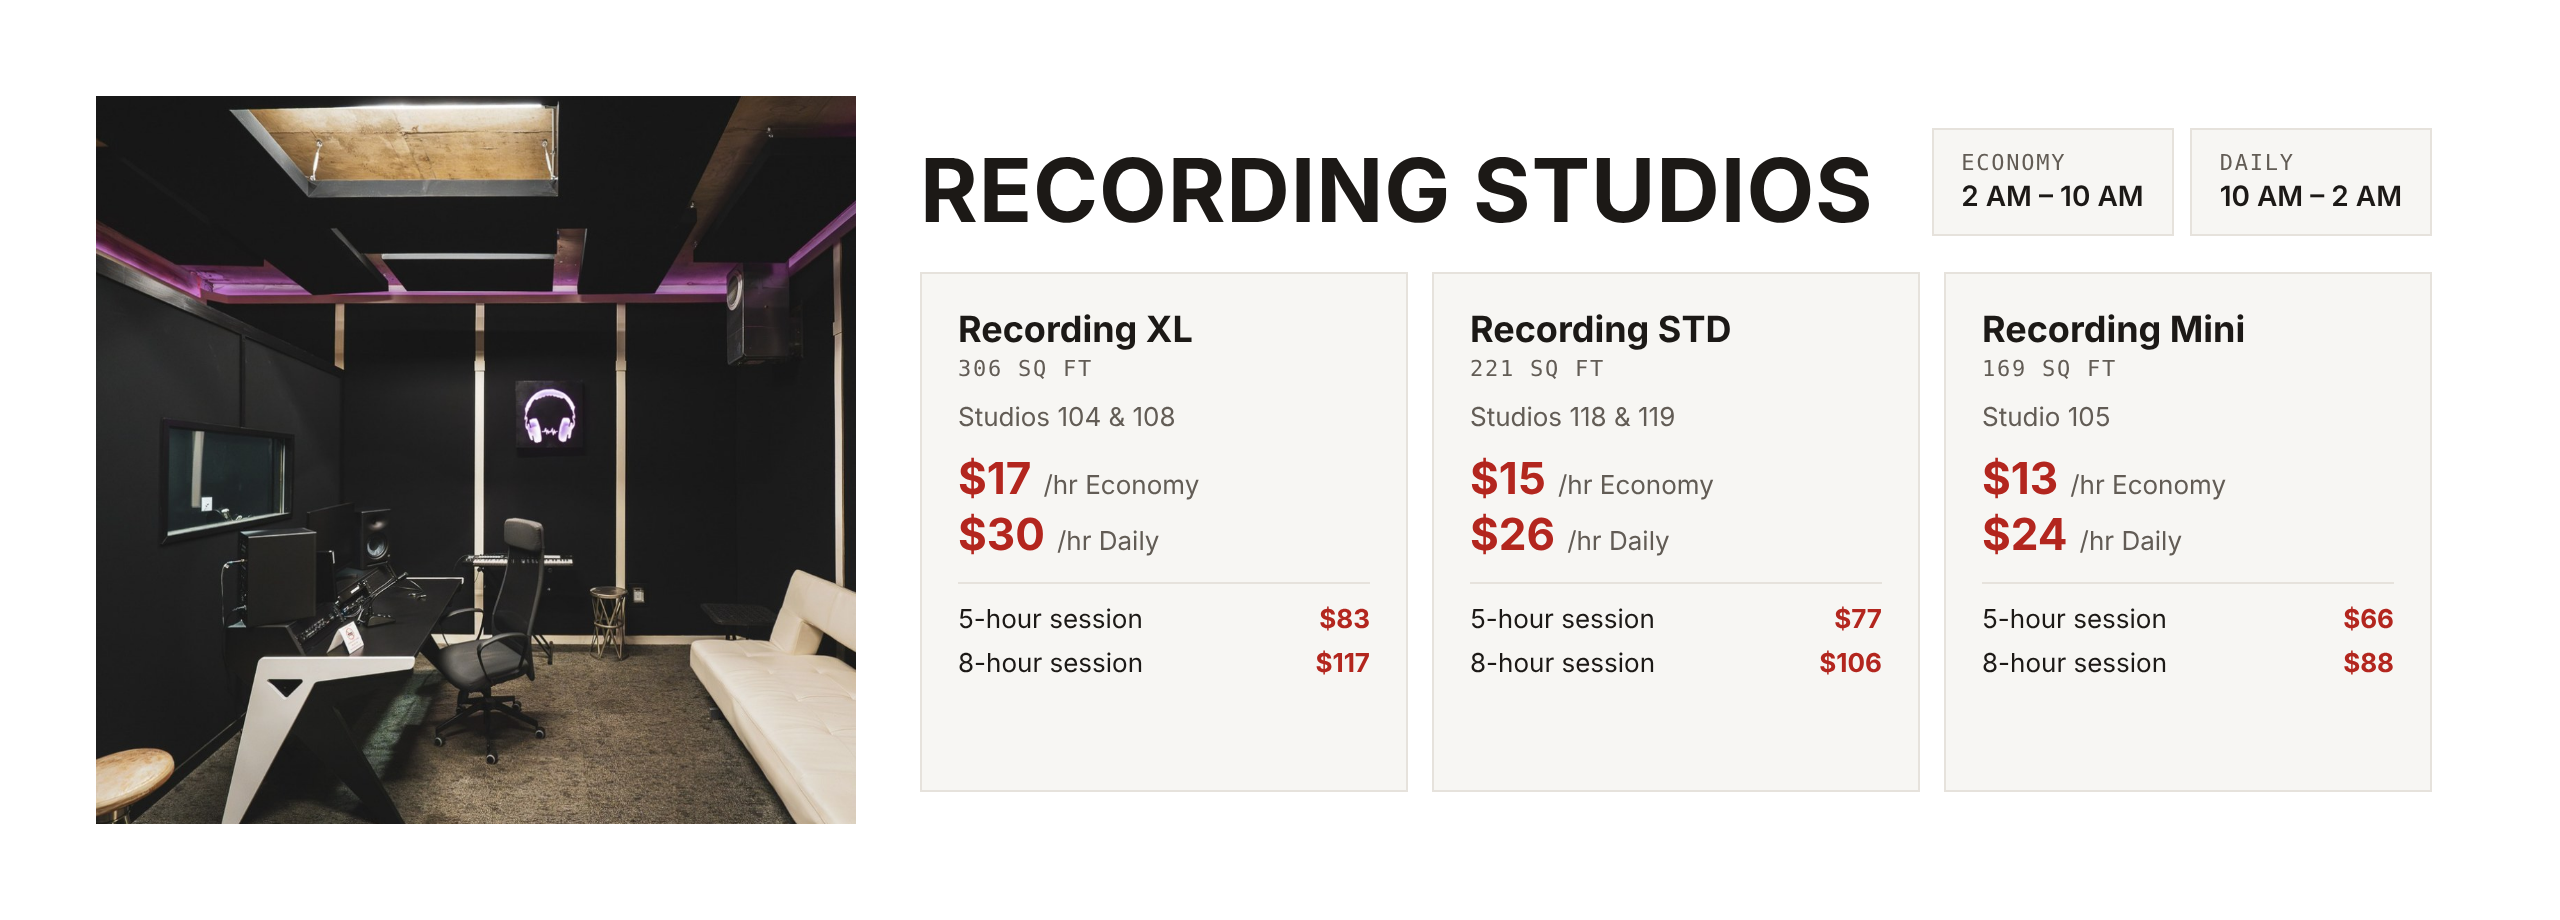 RECORDING STUDIOS
ECONOMY
2 AM – 10 AM
DAILY
10 AM – 2 AM
Recording XL
306 SQ FT
Studios 104 & 108
$17 /hr Economy
$30 /hr Daily
5-hour session $83
8-hour session $117
Recording STD
221 SQ FT
Studios 118 & 119
$15 /hr Economy
$26 /hr Daily
5-hour session $77
8-hour session $106
Recording Mini
169 SQ FT
Studio 105
$13 /hr Economy
$24 /hr Daily
5-hour session $66
8-hour session $88